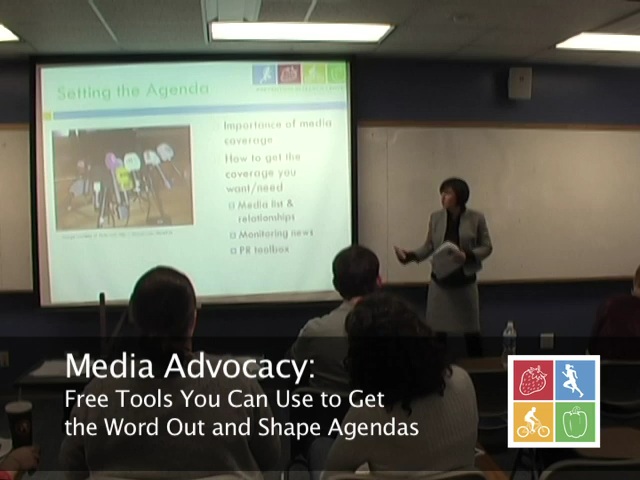 Setting the Agenda
Importance of media
coverage
How to get the
coverage you
want/need
Media list &
relationships
Monitoring news
PR toolbox
Media Advocacy:
Free Tools You Can Use to Get
the Word Out and Shape Agendas